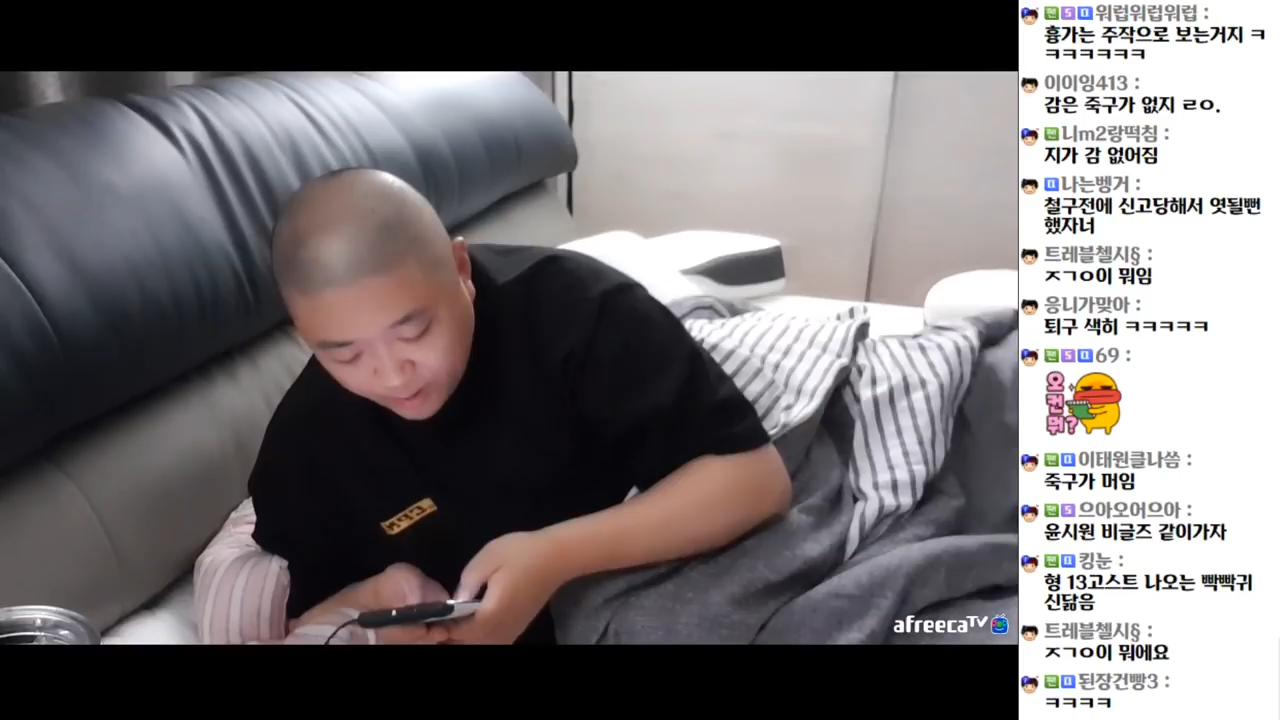 워럽워럽워럽 :
흉가는 주작으로 보는거지 ㅋ
ㅋㅋㅋㅋㅋㅋ
이이잉413 :
감은 죽구가 없지 ㄹㅇ.
니m2랑떡침 :
지가 감 없어짐
나는벵거 :
철구전에 신고당해서 엿될뻔
했자너
트레블첼시§ :
ㅈㄱㅇ이 뭐임
응니가맞아 :
퇴구 색히 ㅋㅋㅋㅋㅋ
69 :
오
컨
뭐?
이태원클나씀 :
죽구가 머임
으아오어으아 :
윤시원 비글즈 같이가자
킹눈 :
형 13고스트 나오는 빡빡귀
신닮음
afreecaTV
트레블첼시§ :
ㅈㄱㅇ이 뭐에요
된장건빵3 :
ㅋㅋㅋㅋ